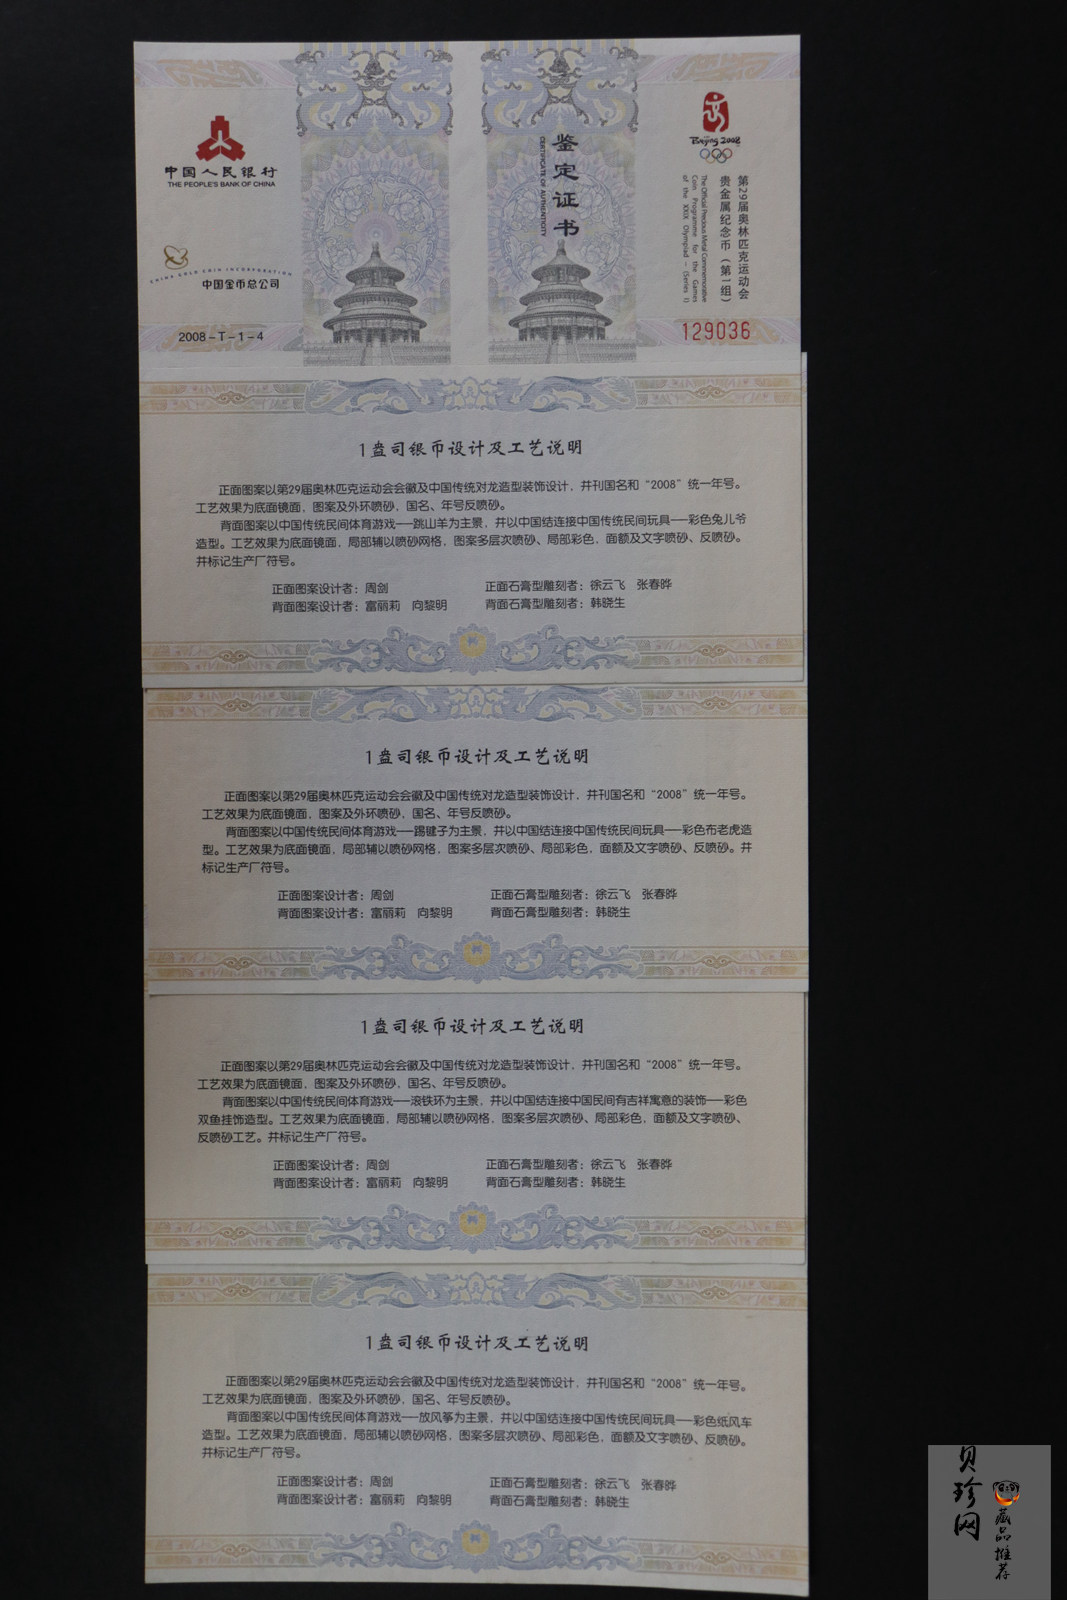 中国人民银行
THE PEOPLE'S BANK OF CHINA
CHINA GOLD COIN INCORPORATION
中国金币总公司
2008-T-1-4
鉴定证书
CERTIFICATE OF AUTHENTICITY
Beijing 2008
第29届奥林匹克运动会
贵金属纪念币（第1组）
The Official Precious Metal Commemorative
Coin Programme for the Games
of the XXIX Olympiad - (Series I)
129036
1盎司银币设计及工艺说明
正面图案以第29届奥林匹克运动会会徽及中国传统对龙造型装饰设计，并刊国名和“2008”统一年号。
工艺效果为底面镜面，图案及外环喷砂，国名、年号反喷砂。
背面图案以中国传统民间体育游戏——跳山羊为主景，并以中国结连接中国传统民间玩具——彩色兔儿爷
造型。工艺效果为底面镜面，局部辅以喷砂网格，图案多层次喷砂、局部彩色，面额及文字喷砂、反喷砂。
并标记生产厂符号。
正面图案设计者：周剑 正面石膏型雕刻者：徐云飞 张春晔
背面图案设计者：富丽莉 向黎明 背面石膏型雕刻者：韩晓生
1盎司银币设计及工艺说明
正面图案以第29届奥林匹克运动会会徽及中国传统对龙造型装饰设计，并刊国名和“2008”统一年号。
工艺效果为底面镜面，图案及外环喷砂，国名、年号反喷砂。
背面图案以中国传统民间体育游戏——踢毽子为主景，并以中国结连接中国传统民间玩具——彩色布老虎造
型。工艺效果为底面镜面，局部辅以喷砂网格，图案多层次喷砂、局部彩色，面额及文字喷砂、反喷砂。并
标记生产厂符号。
正面图案设计者：周剑 正面石膏型雕刻者：徐云飞 张春晔
背面图案设计者：富丽莉 向黎明 背面石膏型雕刻者：韩晓生
1盎司银币设计及工艺说明
正面图案以第29届奥林匹克运动会会徽及中国传统对龙造型装饰设计，并刊国名和“2008”统一年号。
工艺效果为底面镜面，图案及外环喷砂，国名、年号反喷砂。
背面图案以中国传统民间体育游戏——滚铁环为主景，并以中国结连接中国民间有吉祥寓意的装饰——彩色
双鱼挂饰造型。工艺效果为底面镜面，局部辅以喷砂网格，图案多层次喷砂、局部彩色，面额及文字喷砂、
反喷砂工艺。并标记生产厂符号。
正面图案设计者：周剑 正面石膏型雕刻者：徐云飞 张春晔
背面图案设计者：富丽莉 向黎明 背面石膏型雕刻者：韩晓生
1盎司银币设计及工艺说明
正面图案以第29届奥林匹克运动会会徽及中国传统对龙造型装饰设计，并刊国名和“2008”统一年号。
工艺效果为底面镜面，图案及外环喷砂，国名、年号反喷砂。
背面图案以中国传统民间体育游戏——放风筝为主景，并以中国结连接中国传统民间玩具——彩色纸风车
造型。工艺效果为底面镜面，局部辅以喷砂网格，图案多层次喷砂、局部彩色，面额及文字喷砂、反喷砂。
并标记生产厂符号。
正面图案设计者：周剑 正面石膏型雕刻者：徐云飞 张春晔
背面图案设计者：富丽莉 向黎明 背面石膏型雕刻者：韩晓生
贝珍网
藏品推荐